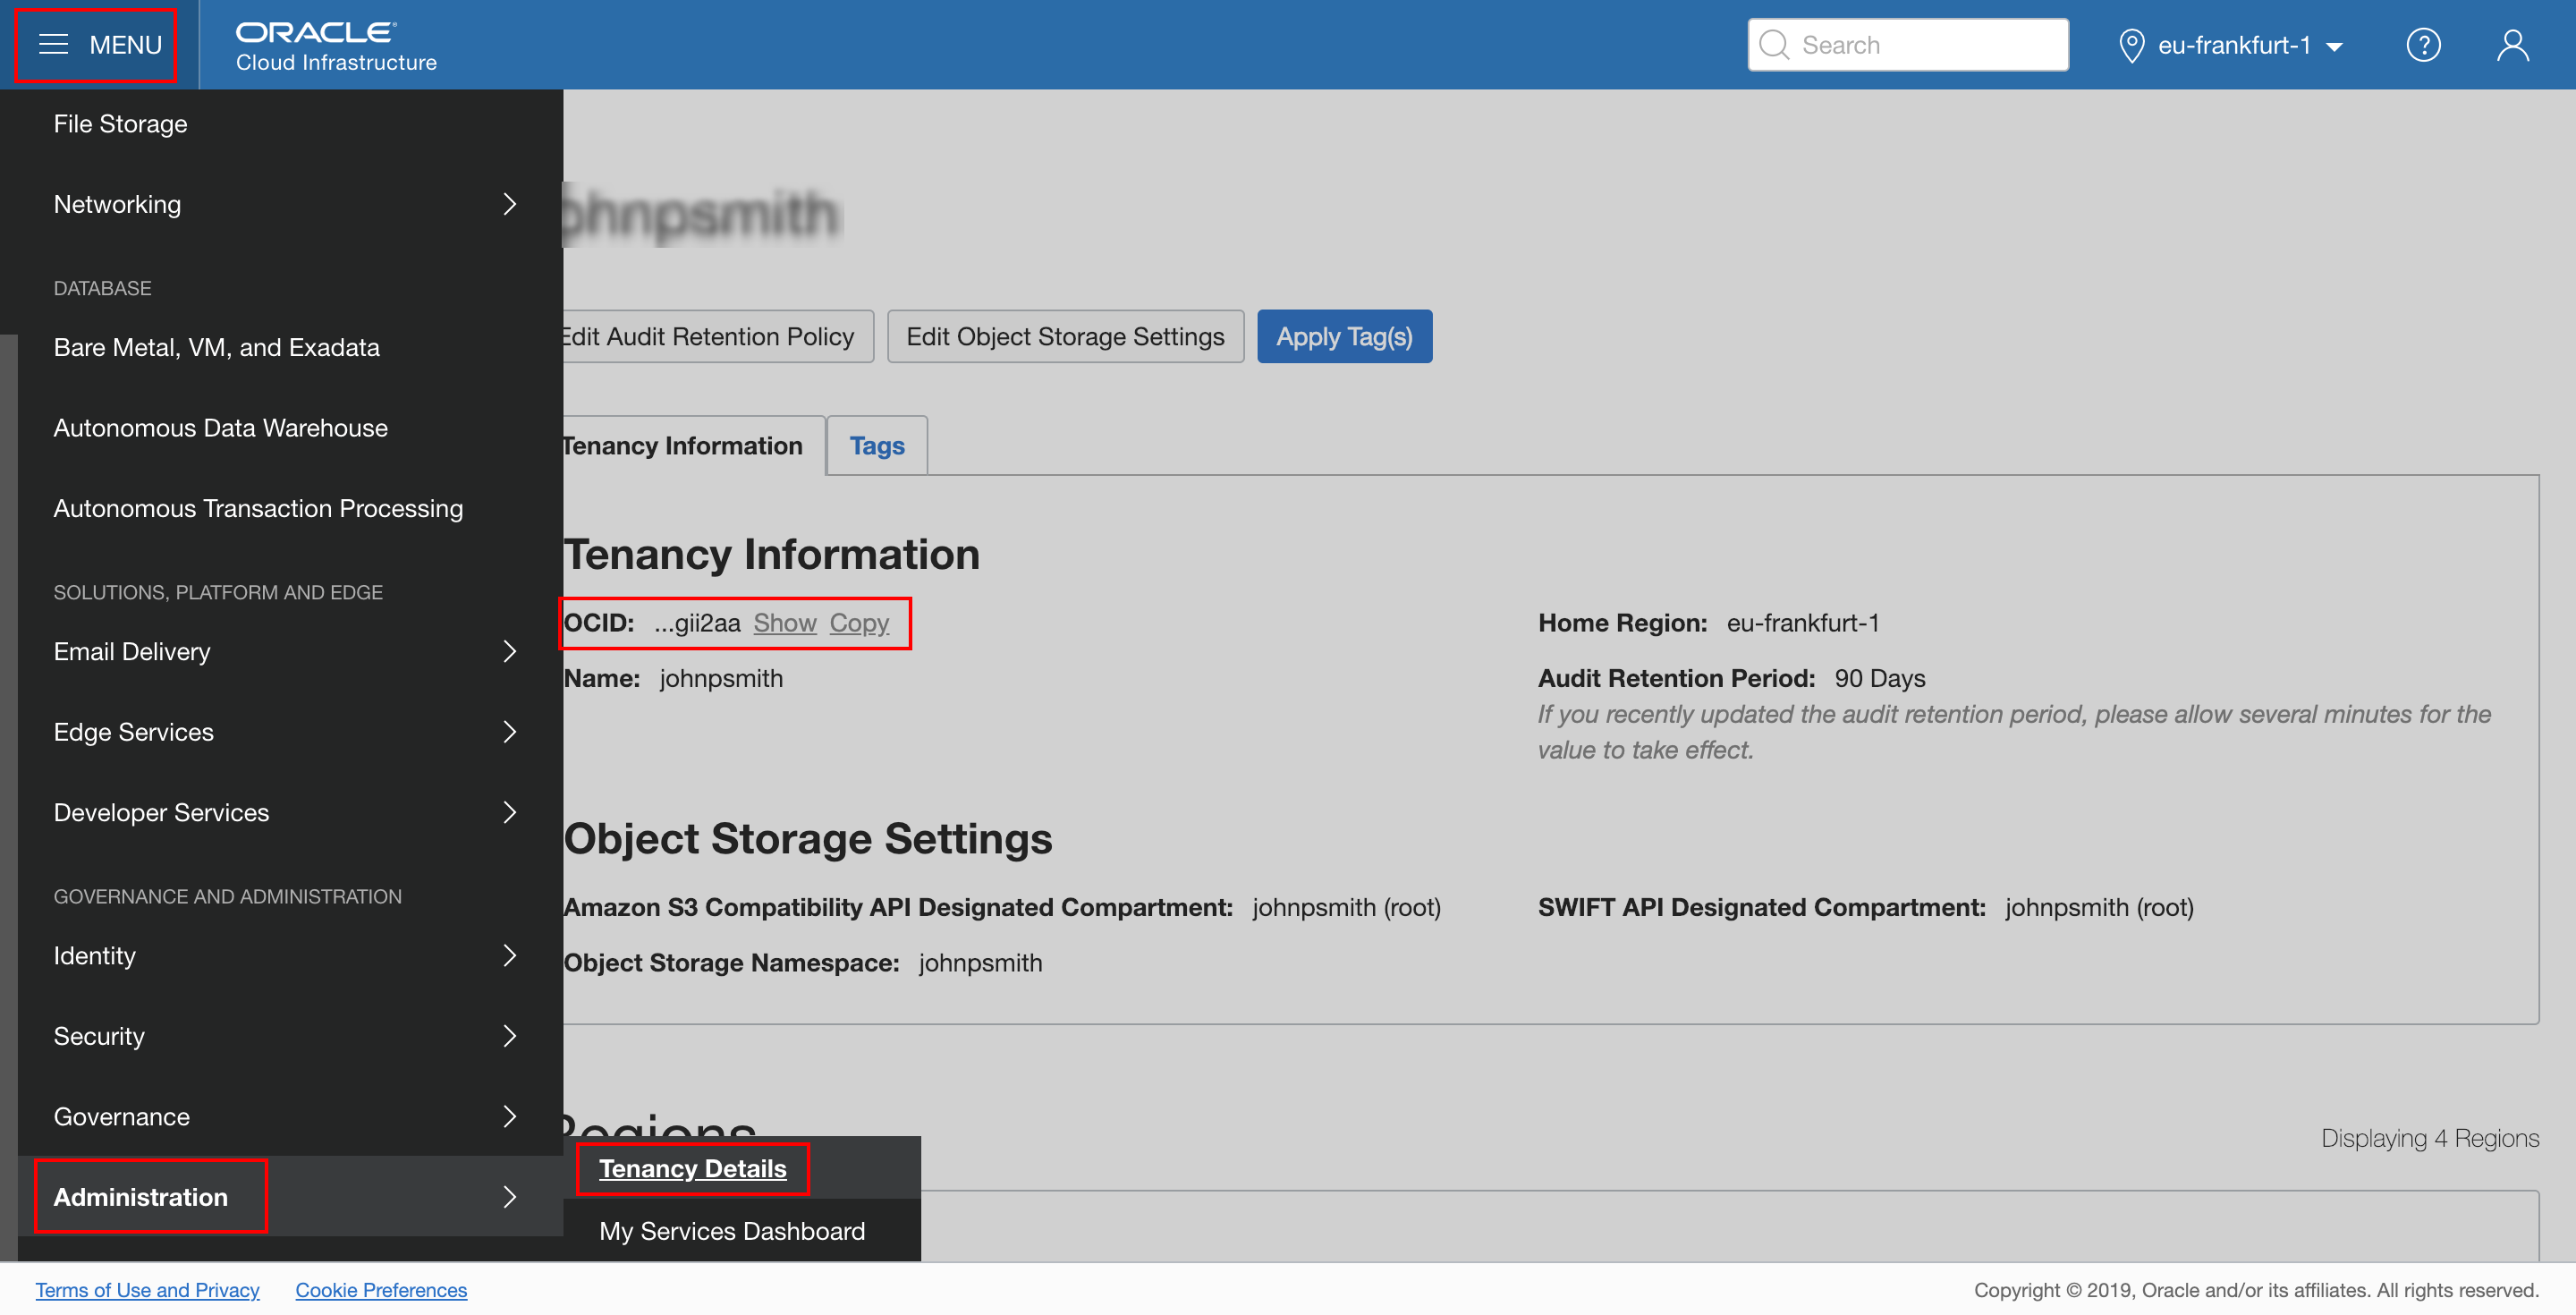 MENU
ORACLE
Cloud Infrastructure
Search
eu-frankfurt-1
?
File Storage
Networking
DATABASE
Bare Metal, VM, and Exadata
Autonomous Data Warehouse
Autonomous Transaction Processing
SOLUTIONS, PLATFORM AND EDGE
Email Delivery
Edge Services
Developer Services
GOVERNANCE AND ADMINISTRATION
Identity
Security
Governance
Administration
Tenancy Details
My Services Dashboard
ohnpsmith
Edit Audit Retention Policy
Edit Object Storage Settings
Apply Tag(s)
Tenancy Information
Tags
Tenancy Information
OCID: ...gii2aa Show Copy
Home Region: eu-frankfurt-1
Name: johnpsmith
Audit Retention Period: 90 Days
If you recently updated the audit retention period, please allow several minutes for the
value to take effect.
Object Storage Settings
Amazon S3 Compatibility API Designated Compartment: johnpsmith (root)
SWIFT API Designated Compartment: johnpsmith (root)
Object Storage Namespace: johnpsmith
Regions
Displaying 4 Regions
Terms of Use and Privacy
Cookie Preferences
Copyright © 2019, Oracle and/or its affiliates. All rights reserved.